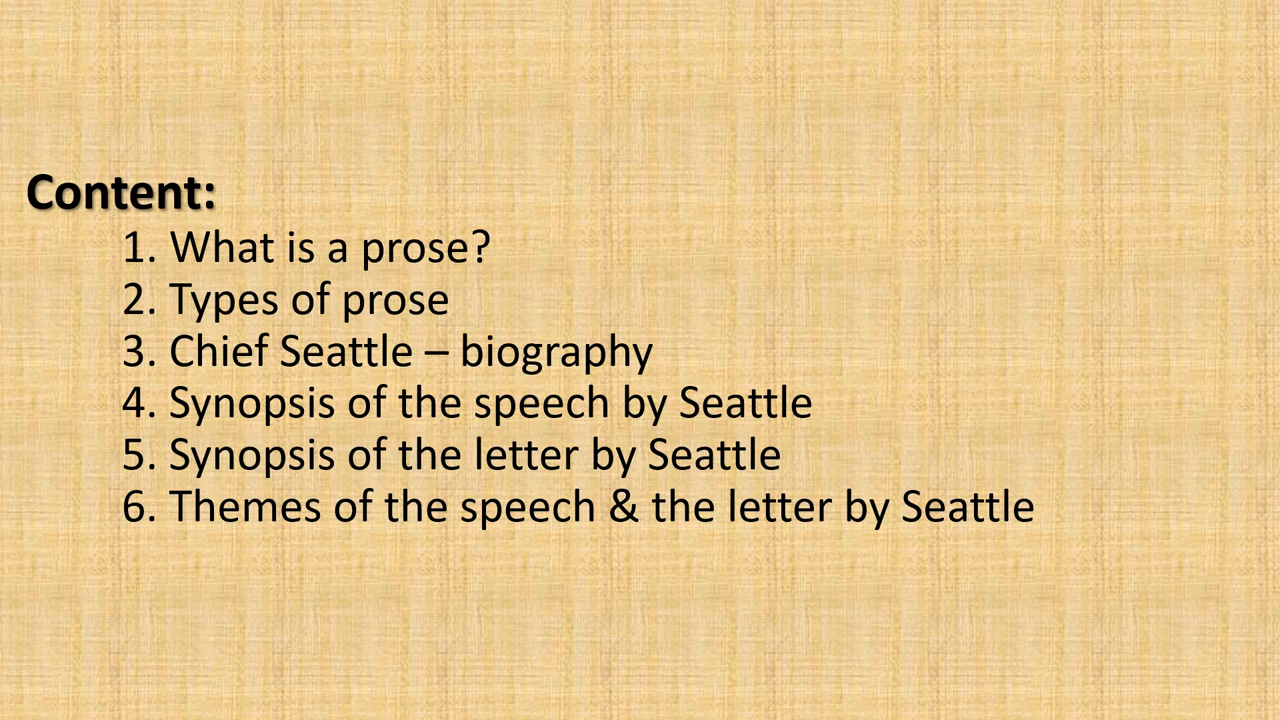 Content:
1. What is a prose?
2. Types of prose
3. Chief Seattle – biography
4. Synopsis of the speech by Seattle
5. Synopsis of the letter by Seattle
6. Themes of the speech & the letter by Seattle